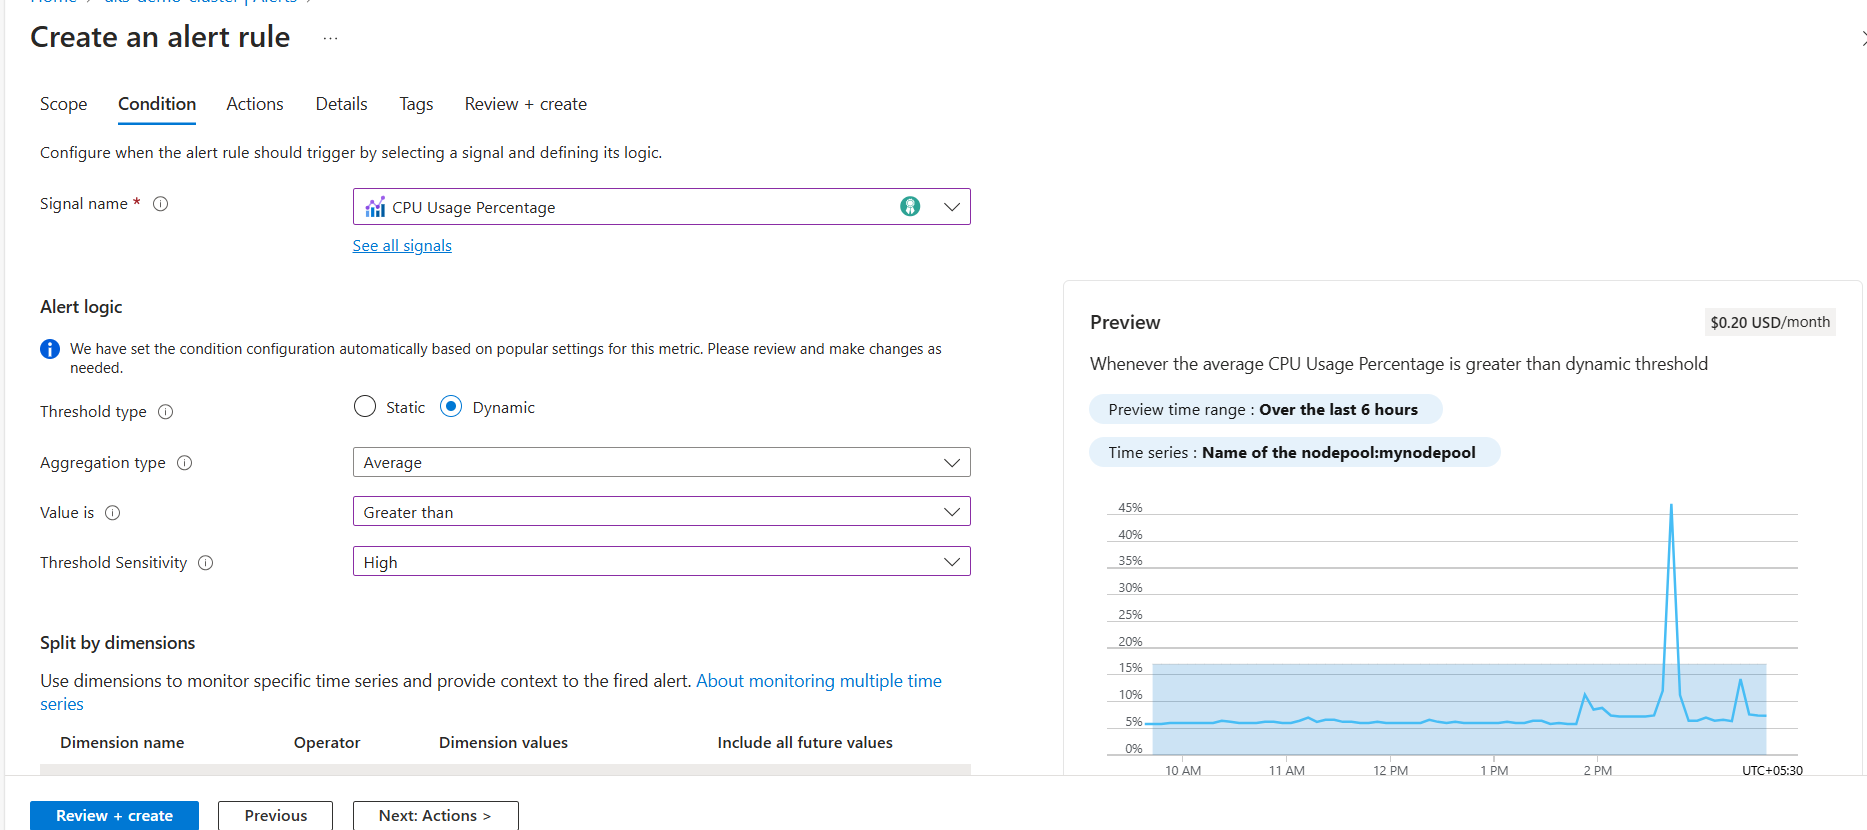 Home > aks-demo-cluster | Alerts >
Create an alert rule ...
Scope Condition Actions Details Tags Review + create
Configure when the alert rule should trigger by selecting a signal and defining its logic.
Signal name *
CPU Usage Percentage
See all signals
Alert logic
We have set the condition configuration automatically based on popular settings for this metric. Please review and make changes as
needed.
Threshold type
Static Dynamic
Aggregation type
Average
Value is
Greater than
Threshold Sensitivity
High
Split by dimensions
Use dimensions to monitor specific time series and provide context to the fired alert. About monitoring multiple time
series
Dimension name Operator Dimension values Include all future values
Review + create Previous Next: Actions >
Preview
$0.20 USD/month
Whenever the average CPU Usage Percentage is greater than dynamic threshold
Preview time range : Over the last 6 hours
Time series : Name of the nodepool:mynodepool
45%
40%
35%
30%
25%
20%
15%
10%
5%
0%
10 AM 11 AM 12 PM 1 PM 2 PM UTC+05:30